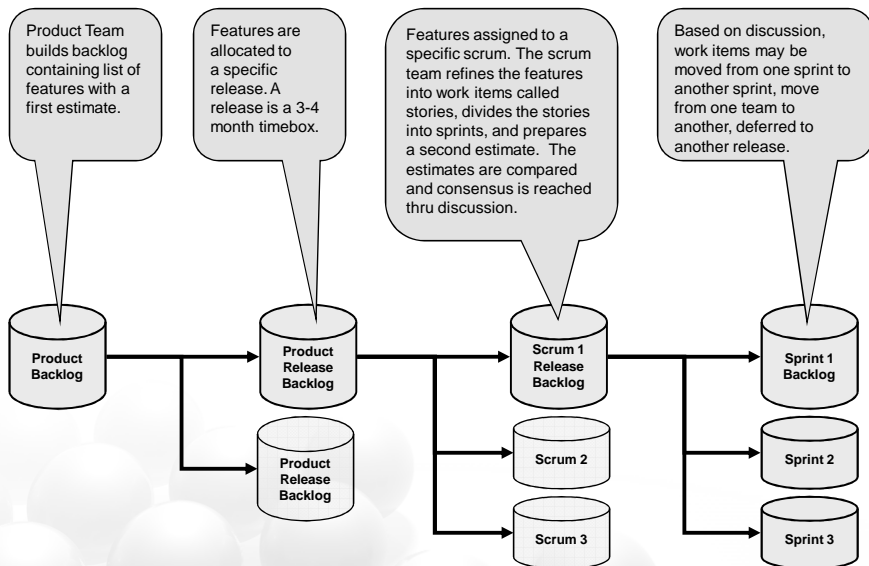 Product Team
builds backlog
containing list of
features with a
first estimate.
Features are
allocated to
a specific
release. A
release is a 3-4
month timebox.
Features assigned to a
specific scrum. The scrum
team refines the features
into work items called
stories, divides the stories
into sprints, and prepares
a second estimate. The
estimates are compared
and consensus is reached
thru discussion.
Based on discussion,
work items may be
moved from one sprint to
another sprint, move
from one team to
another, deferred to
another release.
Product
Backlog
Product
Release
Backlog
Scrum 1
Release
Backlog
Sprint 1
Backlog
Product
Release
Backlog
Scrum 2
Sprint 2
Scrum 3
Sprint 3